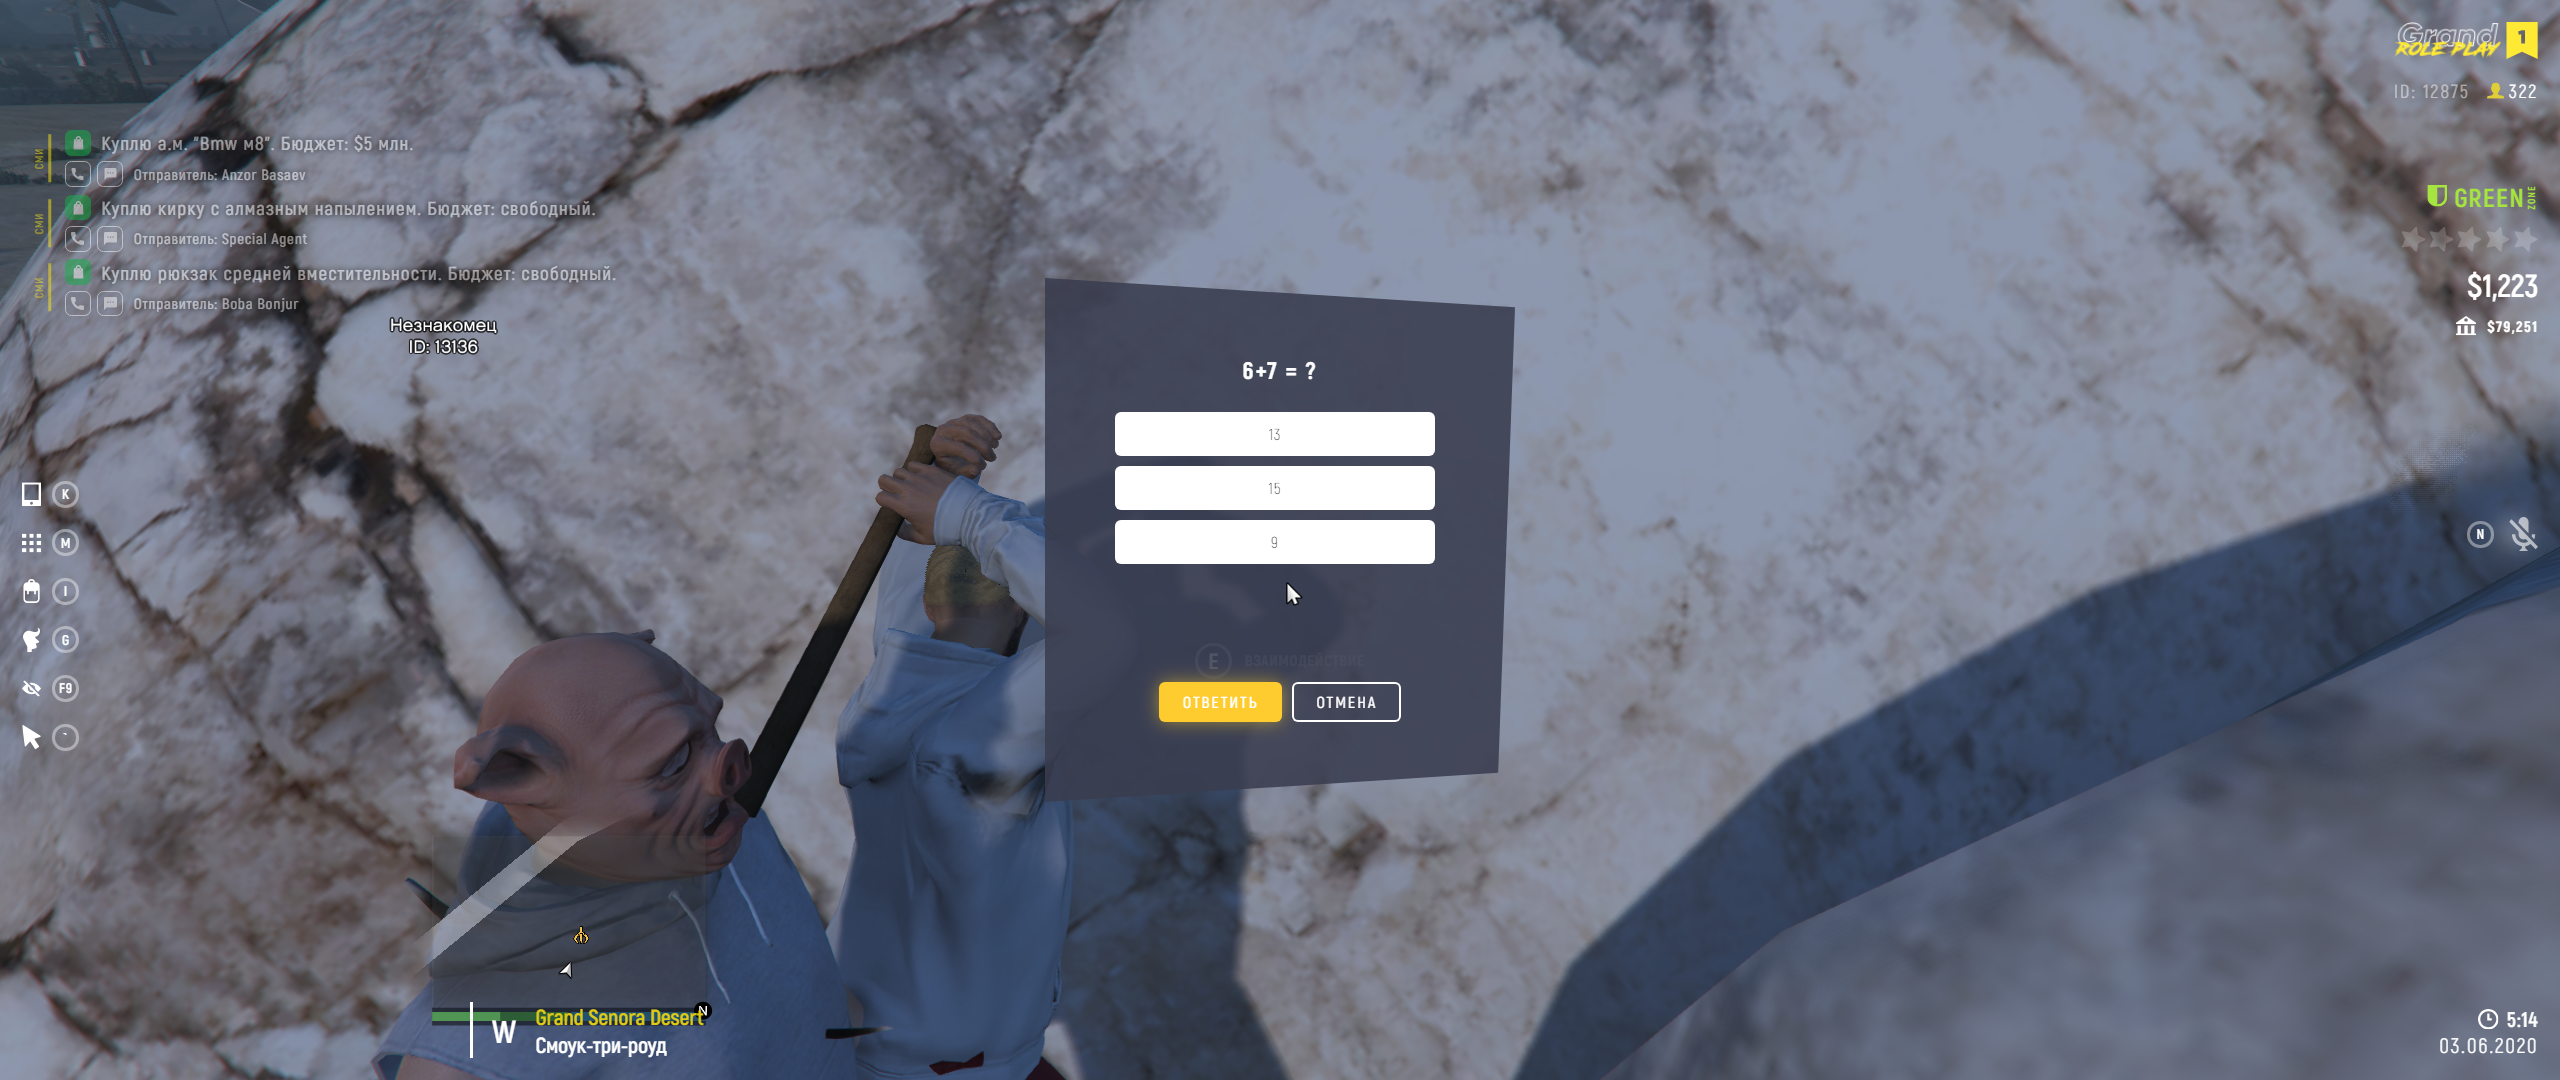 Grand
ROLE PLAY
1
ID: 12875
322
СМИ
Куплю а.м. "Bmw м8". Бюджет: $5 млн.
Отправитель: Anzor Basaev
СМИ
Куплю кирку с алмазным напылением. Бюджет: свободный.
Отправитель: Special Agent
СМИ
Куплю рюкзак средней вместительности. Бюджет: свободный.
Отправитель: Boba Bonjur
GREEN
ZONE
$1,223
$79,251
Незнакомец
ID: 13136
6+7 = ?
13
15
9
K
M
I
G
F9
`
N
E
ВЗАИМОДЕЙСТВИЕ
ОТВЕТИТЬ
ОТМЕНА
N
W
Grand Senora Desert
Смоук-три-роуд
5:14
03.06.2020